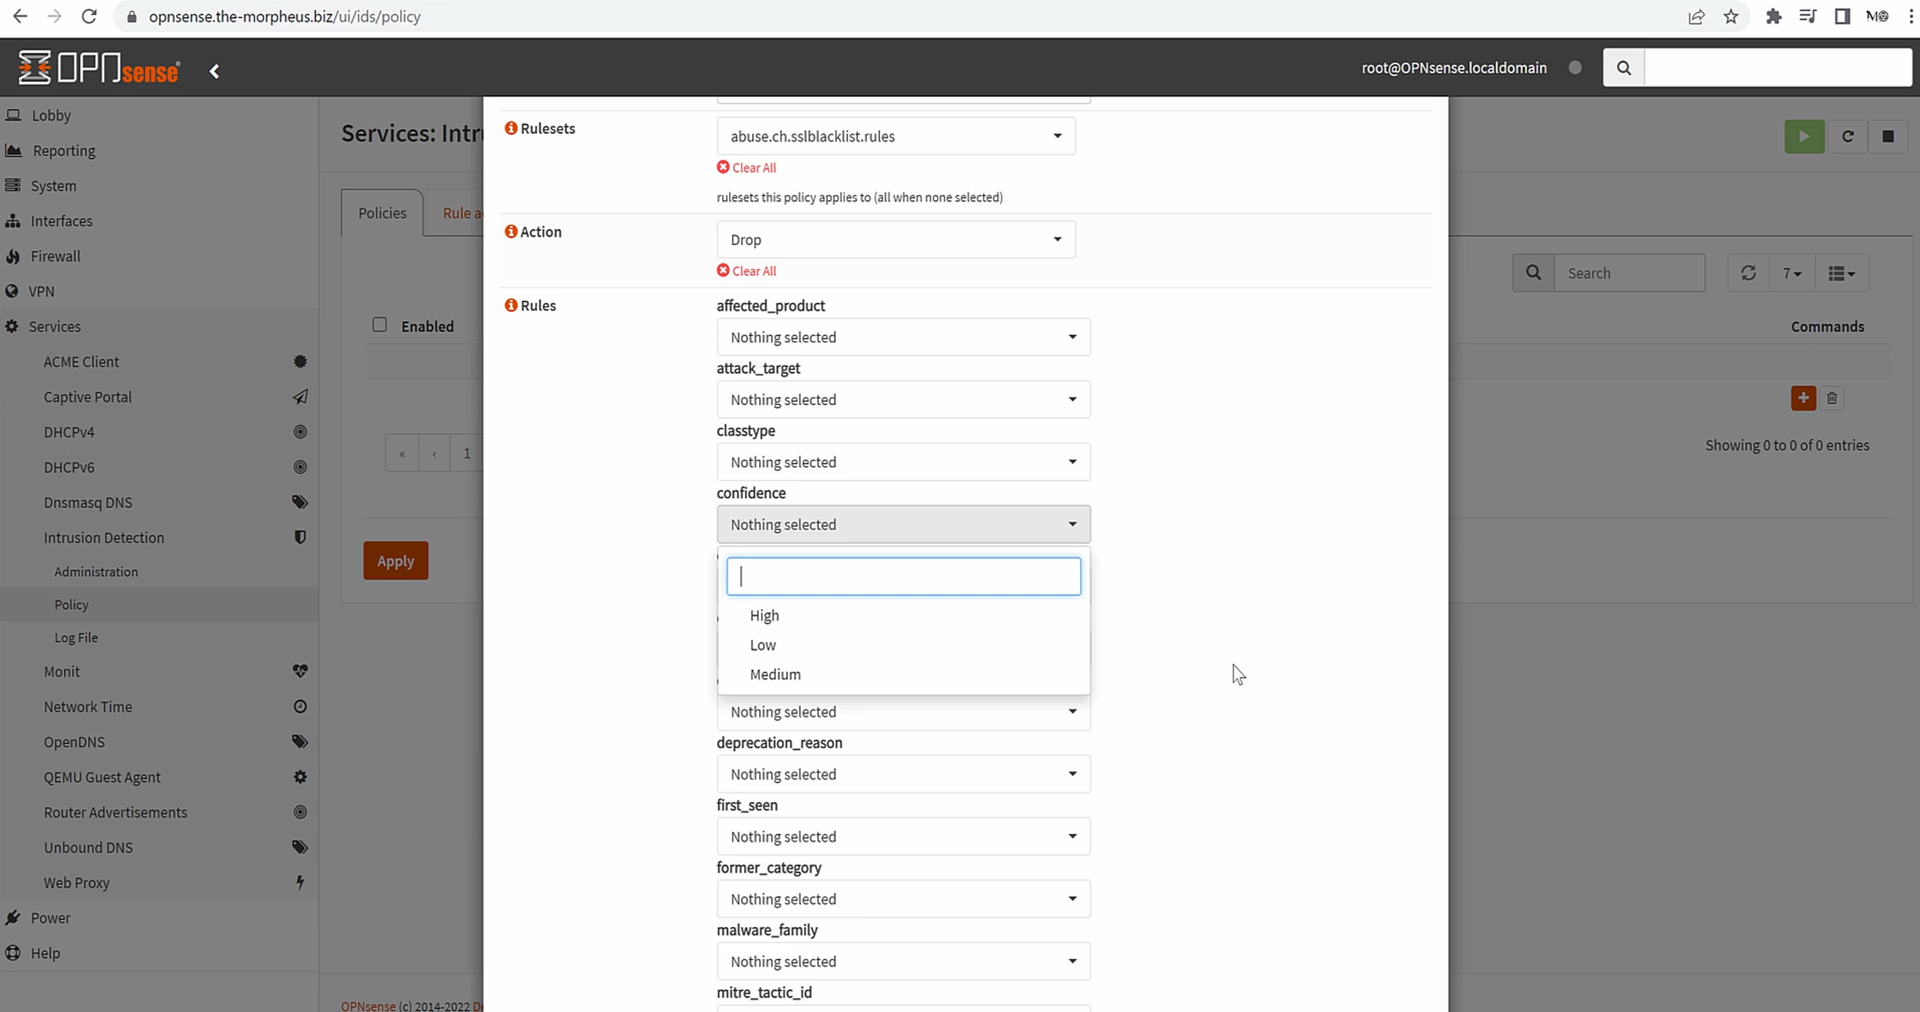 opnsense.the-morpheus.biz/ui/ids/policy
OPNsense
root@OPNsense.localdomain
Lobby
Reporting
System
Interfaces
Firewall
VPN
Services
ACME Client
Captive Portal
DHCPv4
DHCPv6
Dnsmasq DNS
Intrusion Detection
Administration
Policy
Log File
Monit
Network Time
OpenDNS
QEMU Guest Agent
Router Advertisements
Unbound DNS
Web Proxy
Power
Help
Services: Intr
Policies
Rule a
Enabled
« ‹ 1
Apply
OPNsense (c) 2014-2022 De
Rulesets
abuse.ch.sslblacklist.rules
Clear All
rulesets this policy applies to (all when none selected)
Action
Drop
Clear All
Rules
affected_product
Nothing selected
attack_target
Nothing selected
classtype
Nothing selected
confidence
Nothing selected
High
Low
Medium
Nothing selected
deprecation_reason
Nothing selected
first_seen
Nothing selected
former_category
Nothing selected
malware_family
Nothing selected
mitre_tactic_id
Search
7
Commands
Showing 0 to 0 of 0 entries